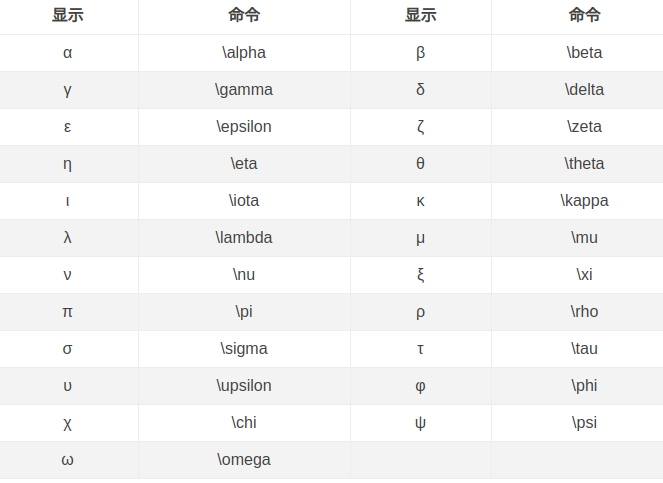 显示 命令 显示 命令
α \alpha β \beta
γ \gamma δ \delta
ε \epsilon ζ \zeta
η \eta θ \theta
ι \iota κ \kappa
λ \lambda μ \mu
ν \nu ξ \xi
π \pi ρ \rho
σ \sigma τ \tau
υ \upsilon φ \phi
χ \chi ψ \psi
ω \omega